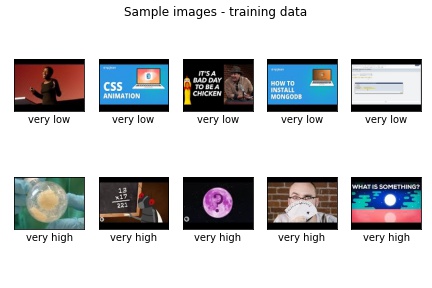 Sample images - training data
CSS
ANIMATION
IT'S A
BAD DAY
TO BE A
CHICKEN
HOW TO
INSTALL
MONGODB
very low
very low
very low
very low
very low
13
x17
221
?
WHAT IS SOMETHING?
very high
very high
very high
very high
very high